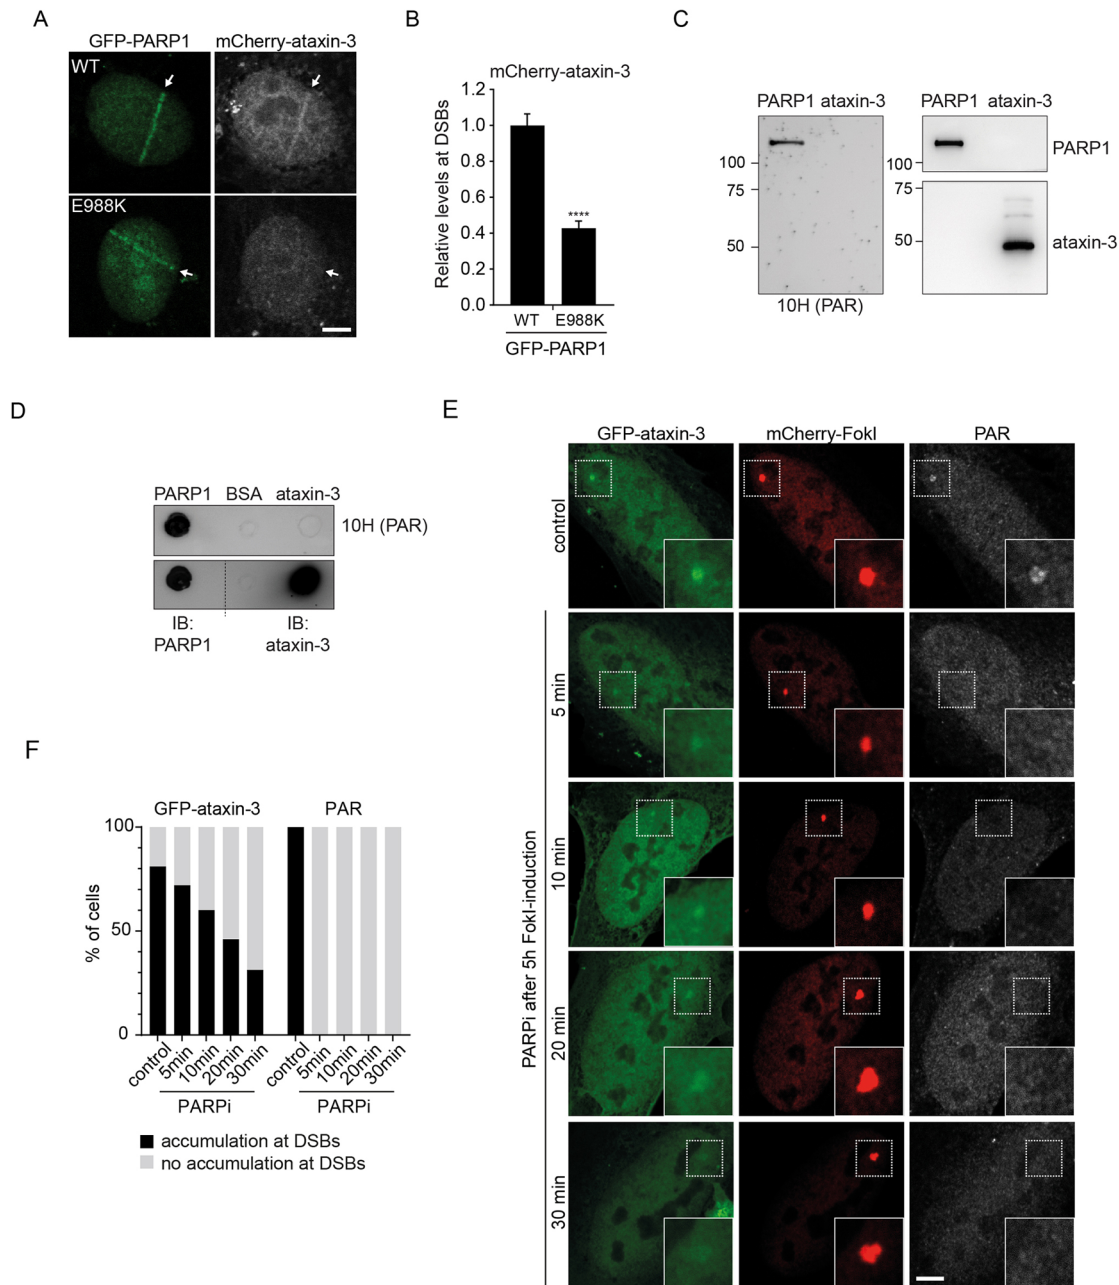 A
GFP-PARP1 mCherry-ataxin-3
WT
E988K
B
mCherry-ataxin-3
Relative levels at DSBs
1.2
1.0
0.8
0.6
0.4
0.2
0.0
****
WT E988K
GFP-PARP1
C
PARP1 ataxin-3
100
75
50
10H (PAR)
PARP1 ataxin-3
100
PARP1
75
50
ataxin-3
D
PARP1 BSA ataxin-3
10H (PAR)
IB: IB:
PARP1 ataxin-3
E
GFP-ataxin-3 mCherry-FokI PAR
control
5 min
10 min
20 min
30 min
PARPi after 5h FokI-induction
F
GFP-ataxin-3 PAR
% of cells
100
50
0
control 5min 10min 20min 30min control 5min 10min 20min 30min
PARPi PARPi
accumulation at DSBs
no accumulation at DSBs